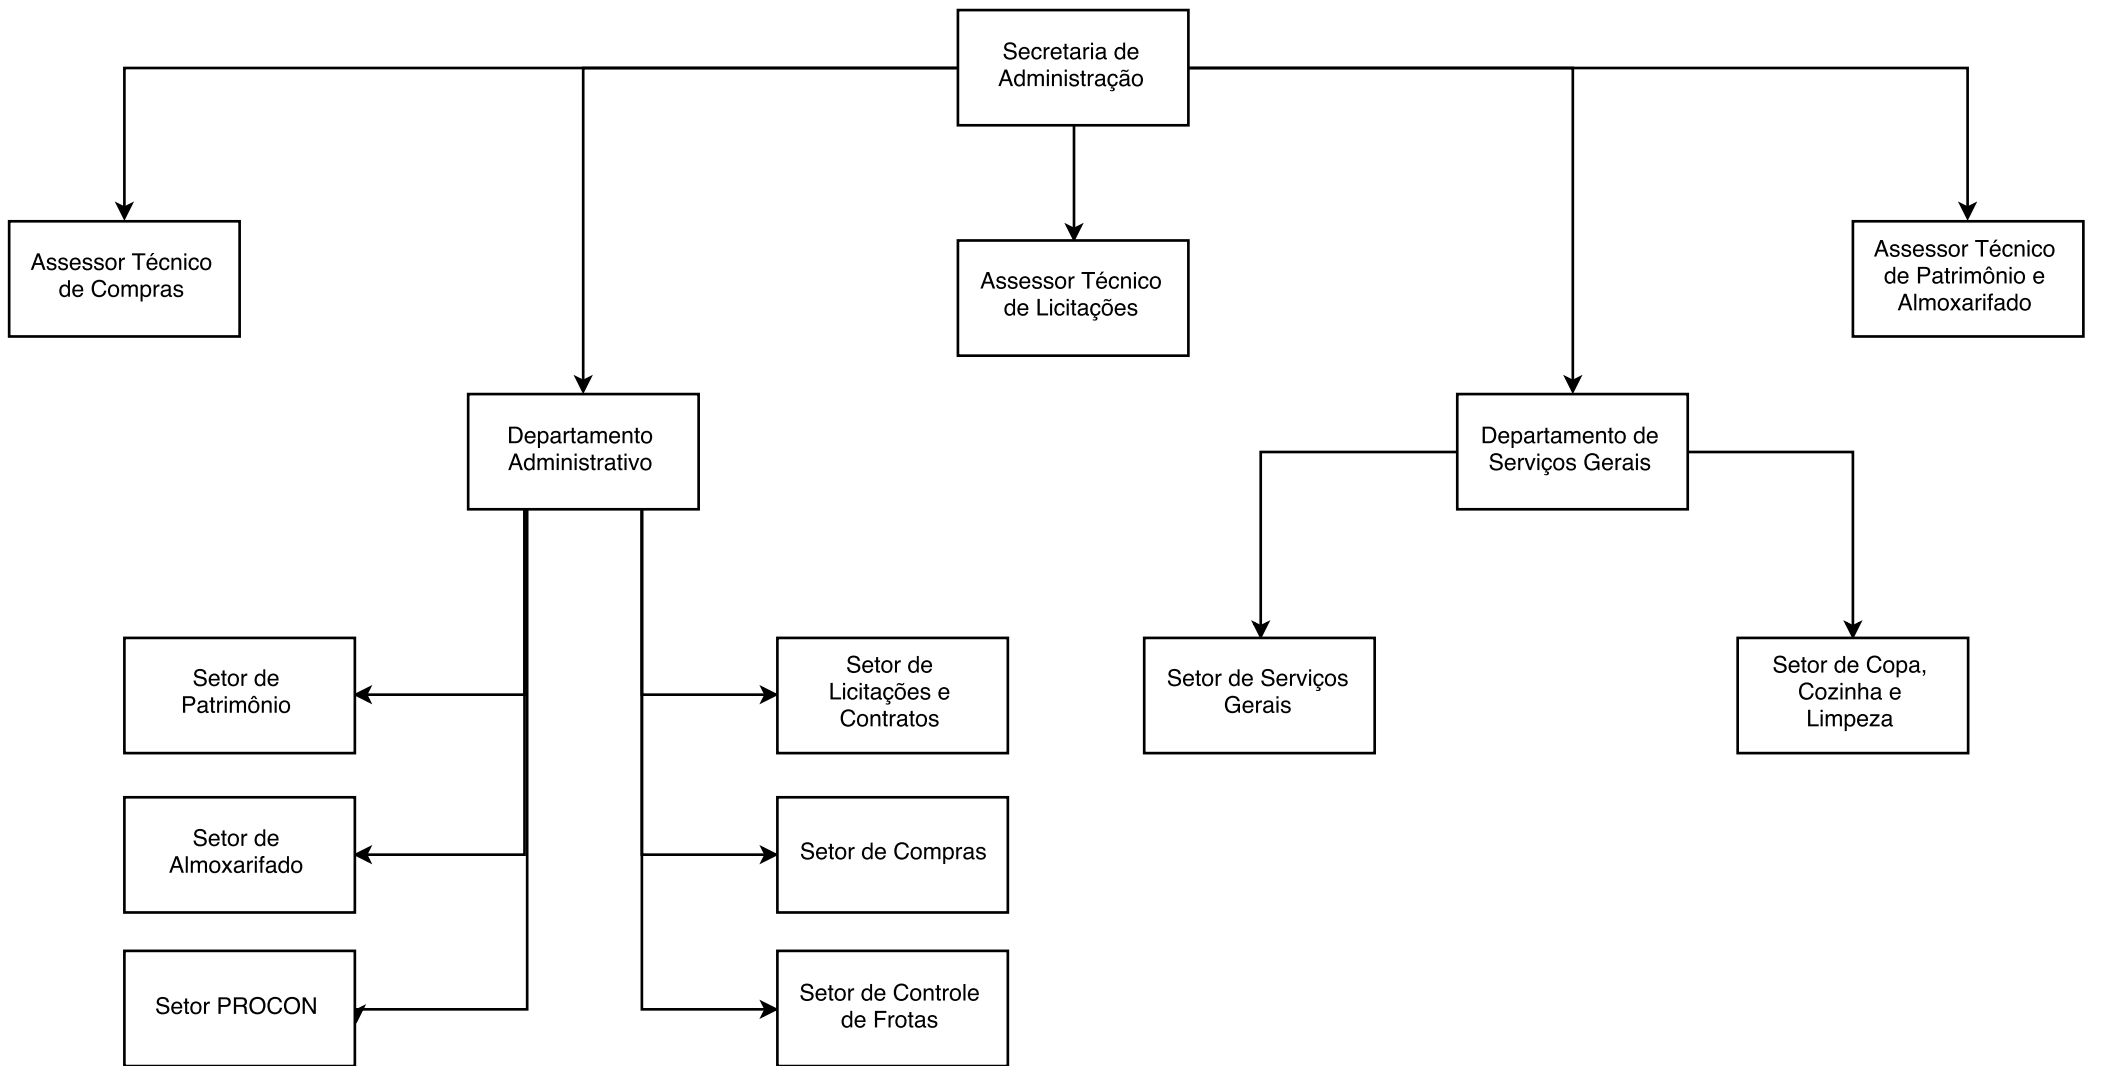 Secretaria de
Administração
Assessor Técnico
de Compras
Assessor Técnico
de Licitações
Assessor Técnico
de Patrimônio e
Almoxarifado
Departamento
Administrativo
Departamento de
Serviços Gerais
Setor de
Patrimônio
Setor de
Licitações e
Contratos
Setor de Serviços
Gerais
Setor de Copa,
Cozinha e
Limpeza
Setor de
Almoxarifado
Setor de Compras
Setor PROCON
Setor de Controle
de Frotas